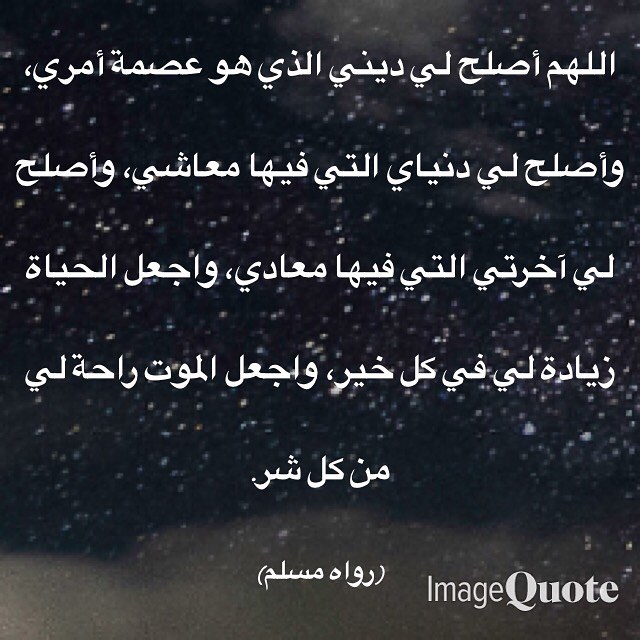 اللهم أصلح لي ديني الذي هو عصمة أمري،
وأصلح لي دنياي التي فيها معاشي، وأصلح
لي آخرتي التي فيها معادي، واجعل الحياة
زيادة لي في كل خير، واجعل الموت راحة لي
من كل شر.
(رواه مسلم)
ImageQuote